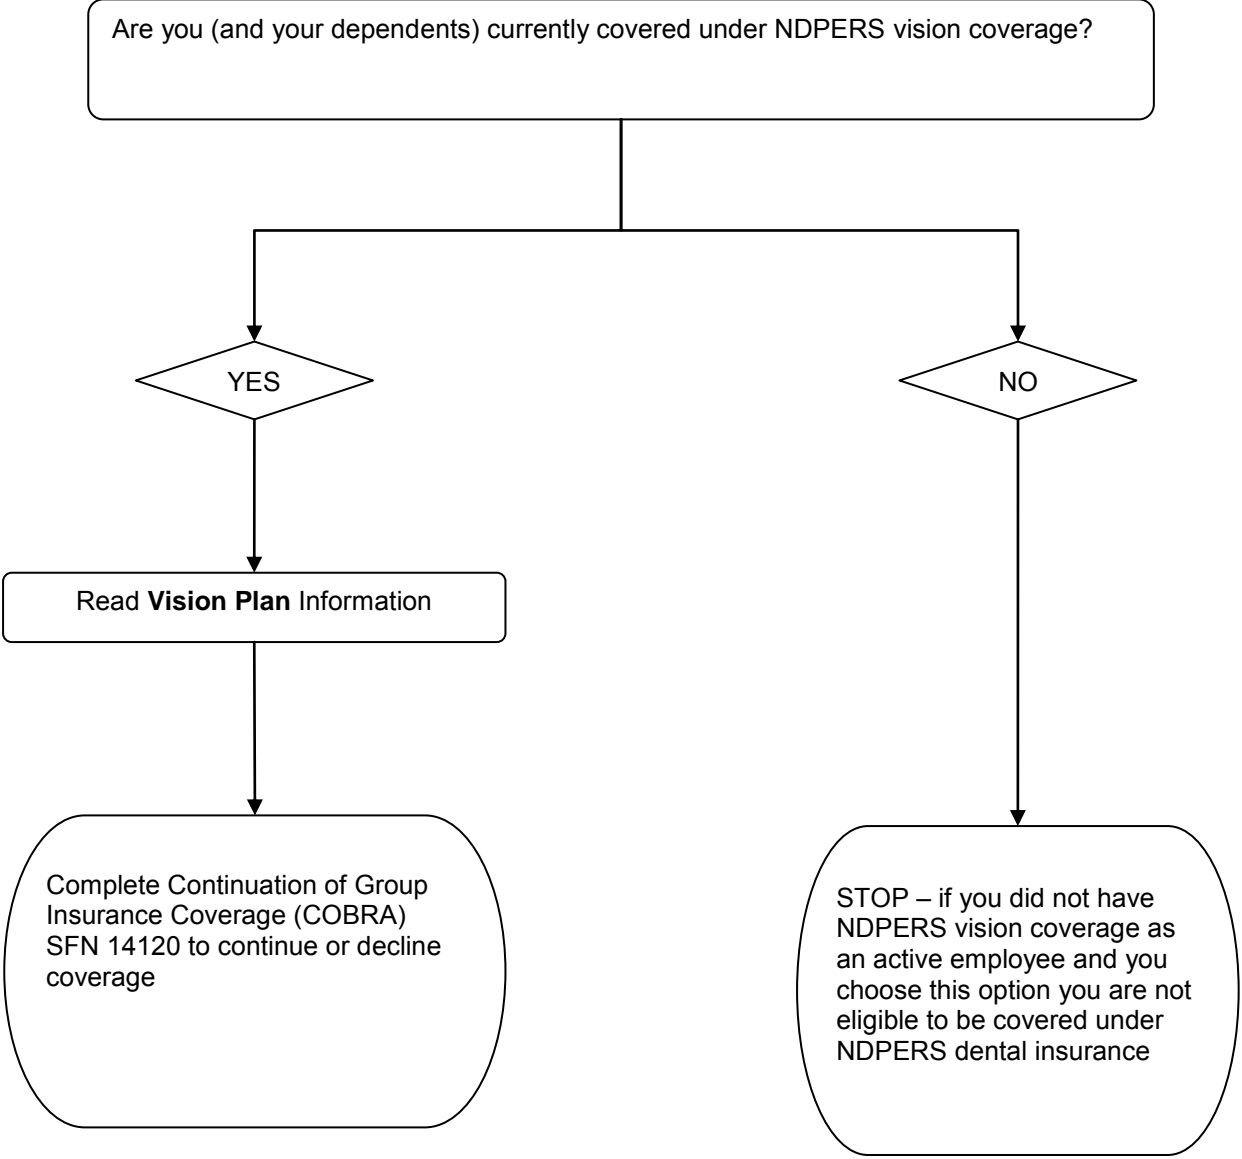 Are you (and your dependents) currently covered under NDPERS vision coverage?
YES
NO
Read Vision Plan Information
Complete Continuation of Group
Insurance Coverage (COBRA)
SFN 14120 to continue or decline
coverage
STOP – if you did not have
NDPERS vision coverage as
an active employee and you
choose this option you are not
eligible to be covered under
NDPERS dental insurance